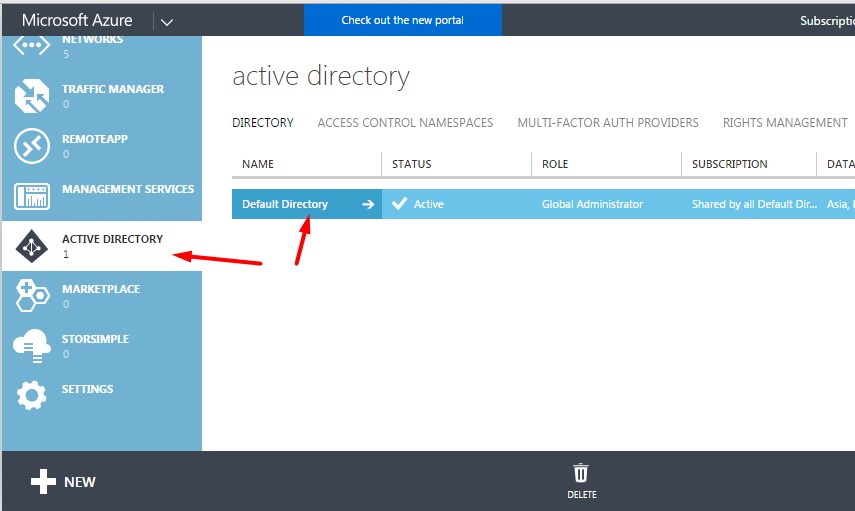 Microsoft Azure
Check out the new portal
Subscriptio
NETWORKS
5
TRAFFIC MANAGER
0
REMOTEAPP
0
MANAGEMENT SERVICES
ACTIVE DIRECTORY
1
MARKETPLACE
0
STORSIMPLE
0
SETTINGS
active directory
DIRECTORY ACCESS CONTROL NAMESPACES MULTI-FACTOR AUTH PROVIDERS RIGHTS MANAGEMENT
NAME STATUS ROLE SUBSCRIPTION DATA
Default Directory Active Global Administrator Shared by all Default Dir... Asia,
NEW
DELETE